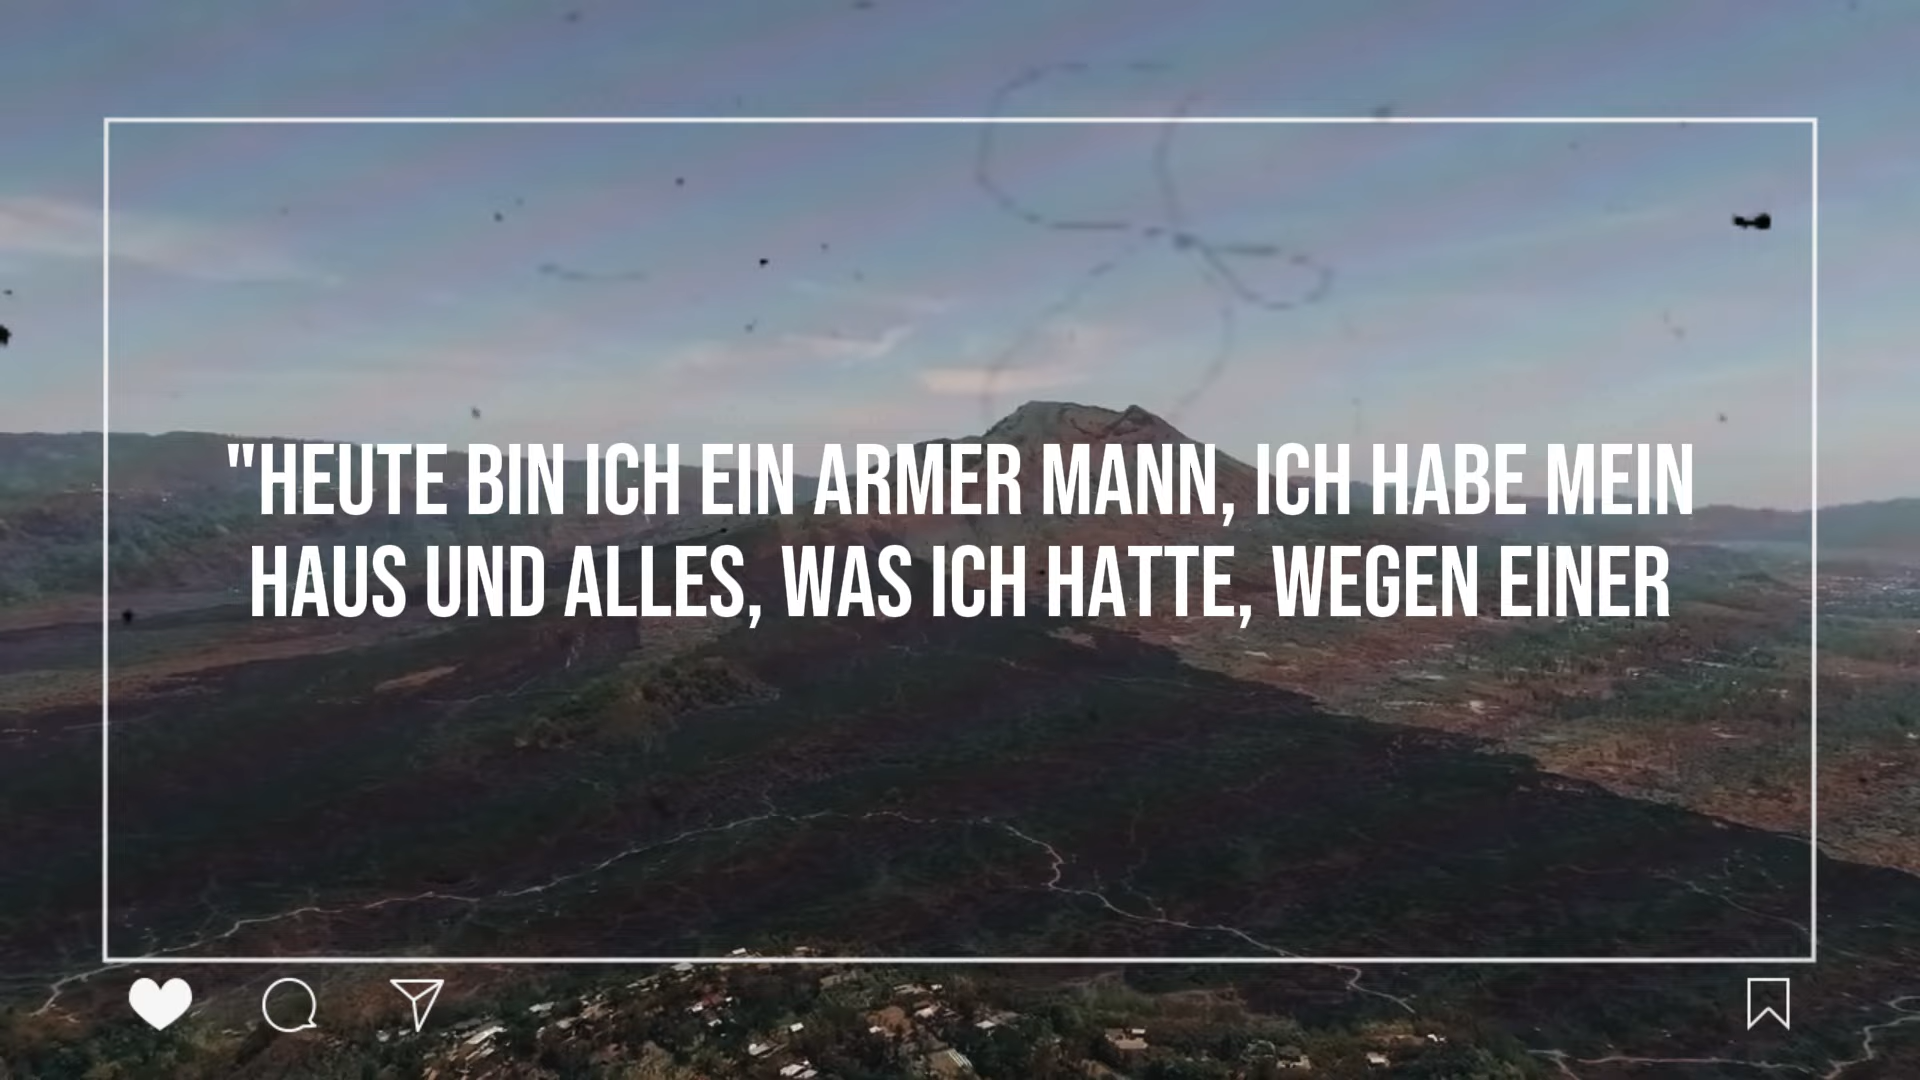 "HEUTE BIN ICH EIN ARMER MANN, ICH HABE MEIN
HAUS UND ALLES, WAS ICH HATTE, WEGEN EINER